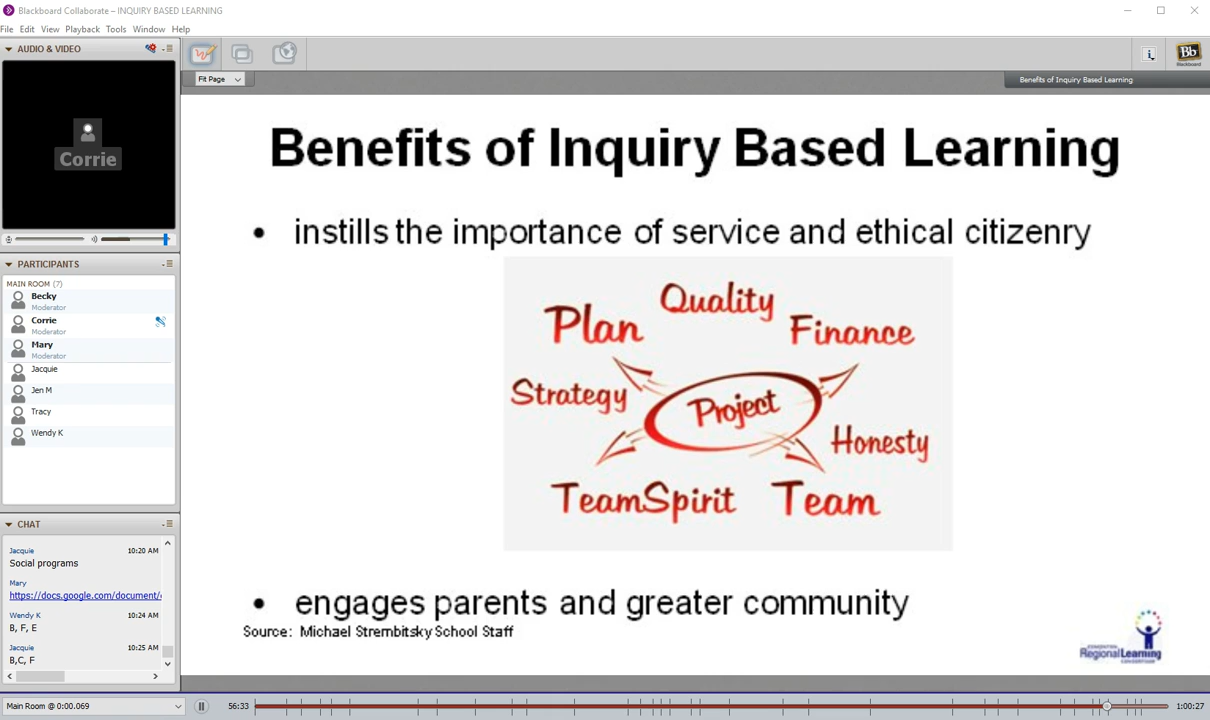 Blackboard Collaborate – INQUIRY BASED LEARNING
File Edit View Playback Tools Window Help
AUDIO & VIDEO
Corrie
PARTICIPANTS
MAIN ROOM (7)
Becky
Moderator
Corrie
Moderator
Mary
Moderator
Jacquie
Jen M
Tracy
Wendy K
CHAT
Jacquie 10:20 AM
Social programs
Mary
https://docs.google.com/document/
Wendy K 10:24 AM
B, F, E
Jacquie 10:25 AM
B,C, F
Fit Page
Benefits of Inquiry Based Learning
Bb
Blackboard
Benefits of Inquiry Based Learning
• instills the importance of service and ethical citizenry
Quality
Plan
Finance
Strategy
Project
Honesty
TeamSpirit
Team
• engages parents and greater community
Source: Michael Strembitsky School Staff
EDMONTON
Regional Learning
CONSORTIUM
Main Room @ 0:00.069
56:33
1:00:27